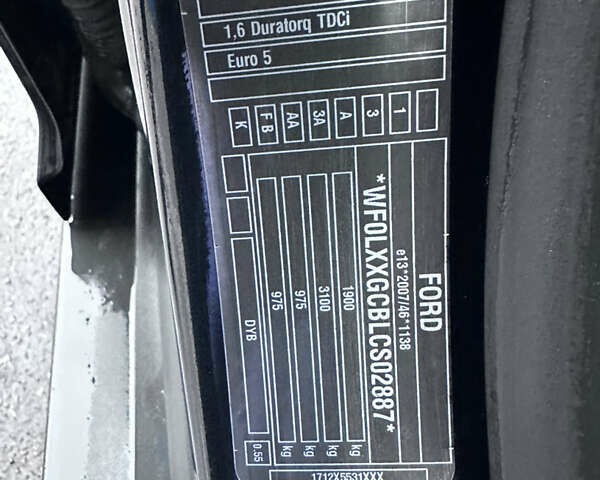 1,6 Duratorq TDCi
Euro 5
FORD
e13*2007/46*1138
*WF0LXXGCBLCS02887*
1900 kg
3100 kg
975 kg
975 kg
DYB 0.55
1
3
A
3A
AA
F B
K
1712X5531XXX